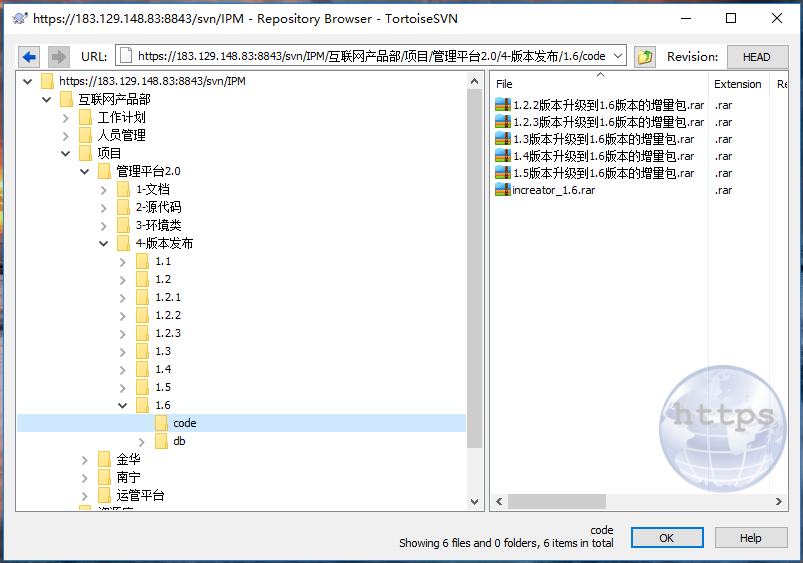 https://183.129.148.83:8843/svn/IPM - Repository Browser - TortoiseSVN
URL: https://183.129.148.83:8843/svn/IPM/互联网产品部/项目/管理平台2.0/4-版本发布/1.6/code Revision: HEAD
https://183.129.148.83:8843/svn/IPM
互联网产品部
工作计划
人员管理
项目
管理平台2.0
1-文档
2-源代码
3-环境类
4-版本发布
1.1
1.2
1.2.1
1.2.2
1.2.3
1.3
1.4
1.5
1.6
code
db
金华
南宁
运管平台
File Extension Re
1.2.2版本升级到1.6版本的增量包.rar .rar
1.2.3版本升级到1.6版本的增量包.rar .rar
1.3版本升级到1.6版本的增量包.rar .rar
1.4版本升级到1.6版本的增量包.rar .rar
1.5版本升级到1.6版本的增量包.rar .rar
increator_1.6.rar .rar
https
code
Showing 6 files and 0 folders, 6 items in total
OK Help